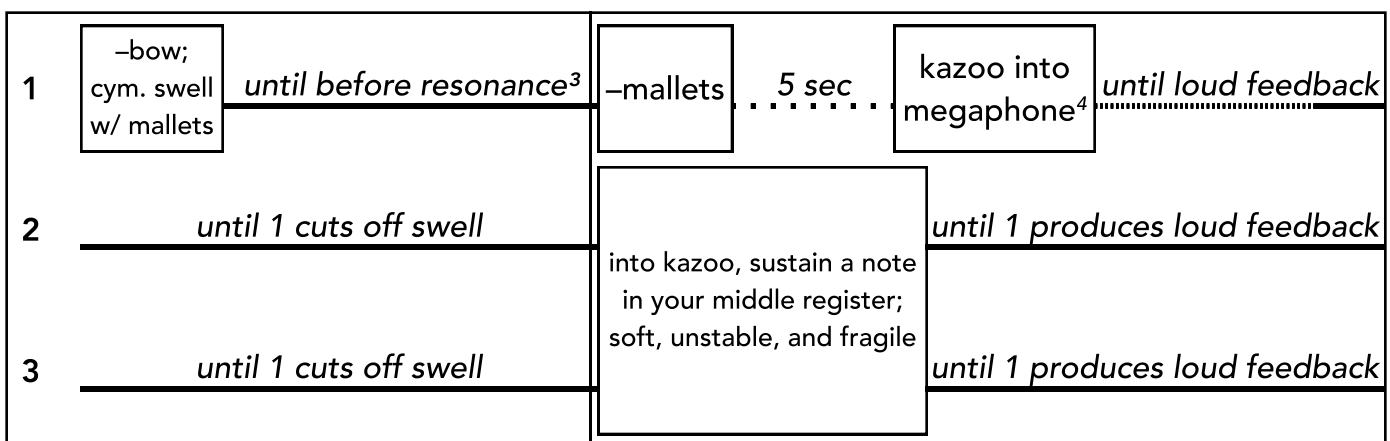 1
–bow;
cym. swell
w/ mallets
until before resonance³
–mallets
5 sec
kazoo into
megaphone⁴
until loud feedback
2
until 1 cuts off swell
into kazoo, sustain a note
in your middle register;
soft, unstable, and fragile
until 1 produces loud feedback
3
until 1 cuts off swell
until 1 produces loud feedback